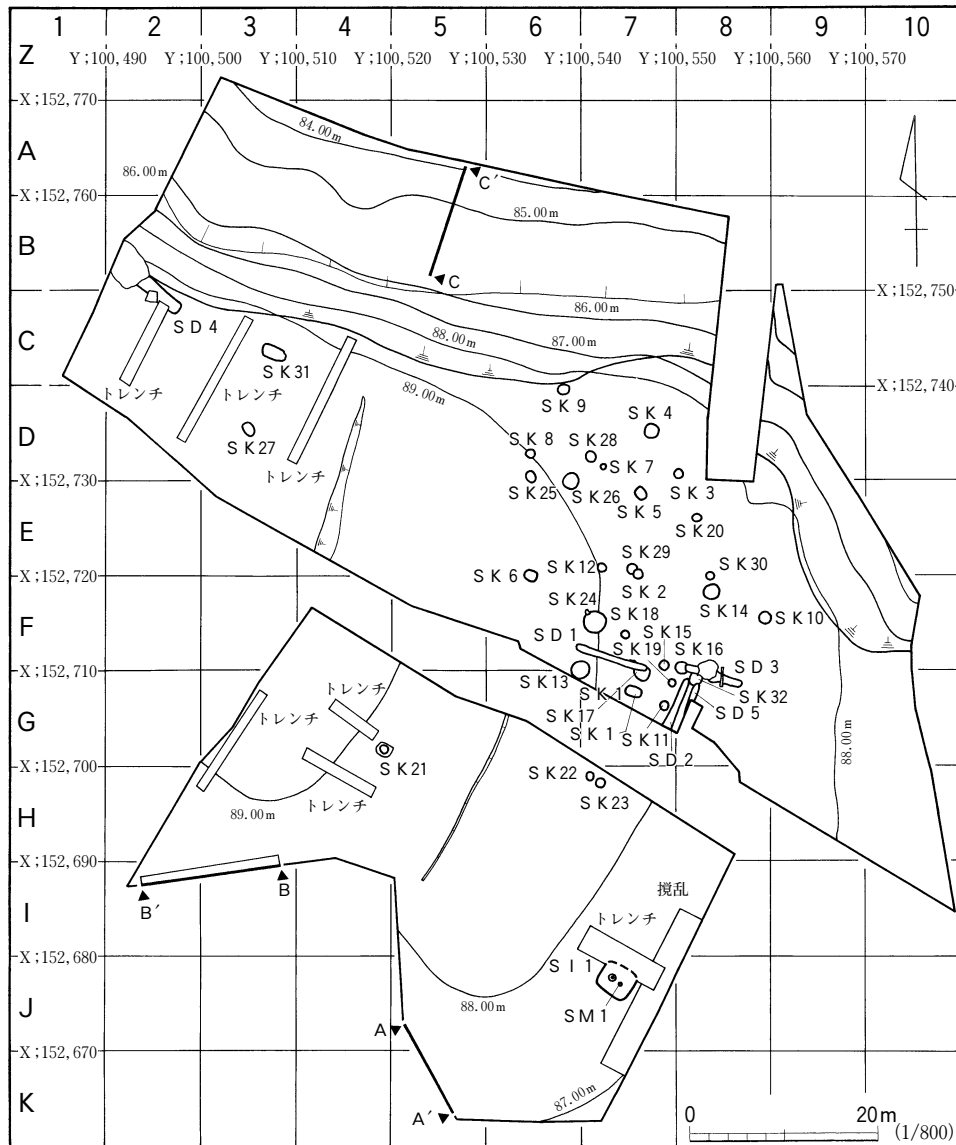 1 2 3 4 5 6 7 8 9 10
Z
Y;100,490 Y;100,500 Y;100,510 Y;100,520 Y;100,530 Y;100,540 Y;100,550 Y;100,560 Y;100,570
X;152,770
84.00m
A
86.00m
C′
X;152,760
85.00m
B
C
86.00m
X;152,750
SD4
88.00m
87.00m
C
SK31
トレンチ
トレンチ
89.00m
X;152,740
SK9
SK4
D
SK27
SK8
SK28
SK7
トレンチ
X;152,730
SK25
SK26
SK5
SK3
E
SK20
SK29
SK12
SK30
X;152,720
SK6
SK2
SK24
SK18
SK14
SK10
F
SD1
SK15
SK19
SK16
SD3
X;152,710
SK13
SK1
SK32
G
トレンチ
SK17
SD5
SK1
SK11
SK21
SD2
88.00m
X;152,700
SK22
トレンチ
SK23
H
89.00m
X;152,690
B
B′
撹乱
I
トレンチ
X;152,680
SI1
88.00m
SM1
J
A
X;152,670
87.00m
K
A′
0 20m
(1/800)